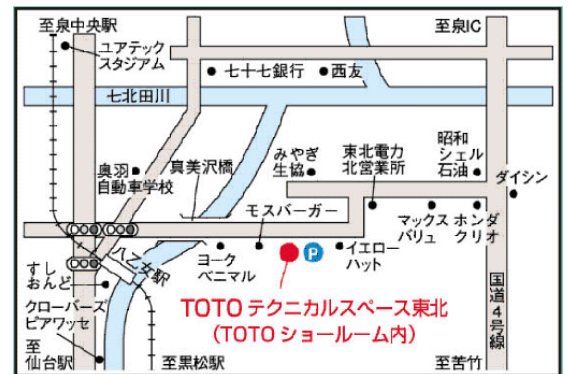 至泉中央駅
至泉IC
ユアテック
スタジアム
七十七銀行
西友
七北田川
奥羽
自動車学校
真美沢橋
みやぎ
生協
東北電力
北営業所
昭和
シェル
石油
ダイシン
モスバーガー
マックス
バリュ
ホンダ
クリオ
八乙女駅
ヨーク
ベニマル
P
イエロー
ハット
すし
おんど
クローバーズ
ピアワッセ
国道4号線
TOTOテクニカルスペース東北
(TOTOショールーム内)
至
仙台駅
至黒松駅
至苦竹